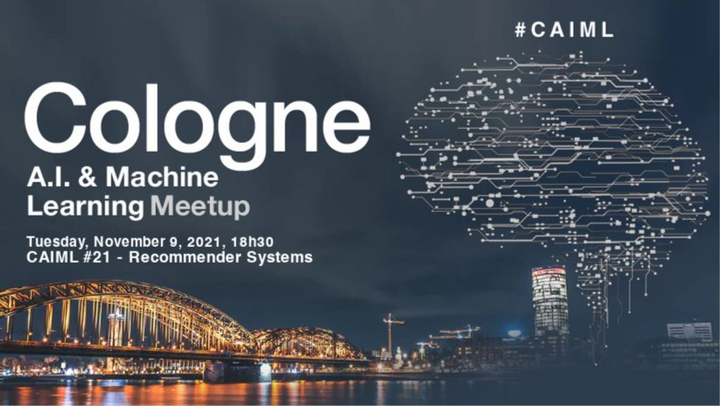 #CAIML
Cologne
A.I. & Machine
Learning Meetup
Tuesday, November 9, 2021, 18h30
CAIML #21 - Recommender Systems